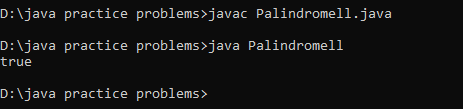 D:\java practice problems>javac Palindromell.java
D:\java practice problems>java Palindromell
true
D:\java practice problems>